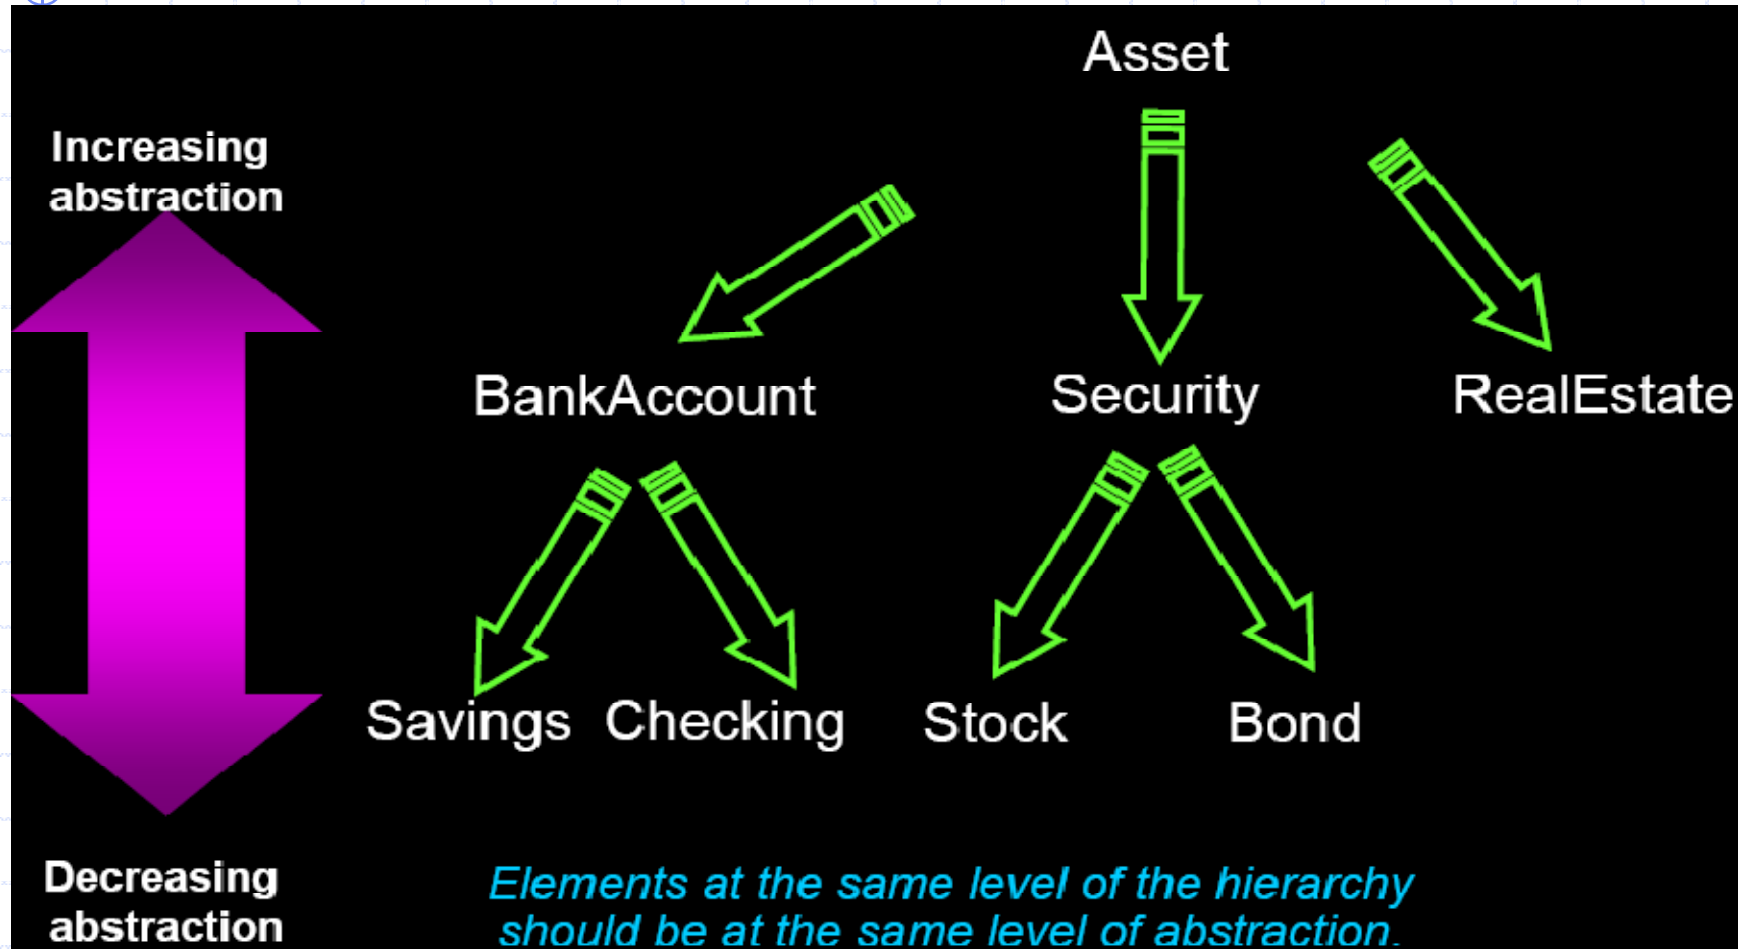 Asset
Increasing
abstraction
BankAccount
Security
RealEstate
Savings
Checking
Stock
Bond
Decreasing
abstraction
Elements at the same level of the hierarchy
should be at the same level of abstraction.